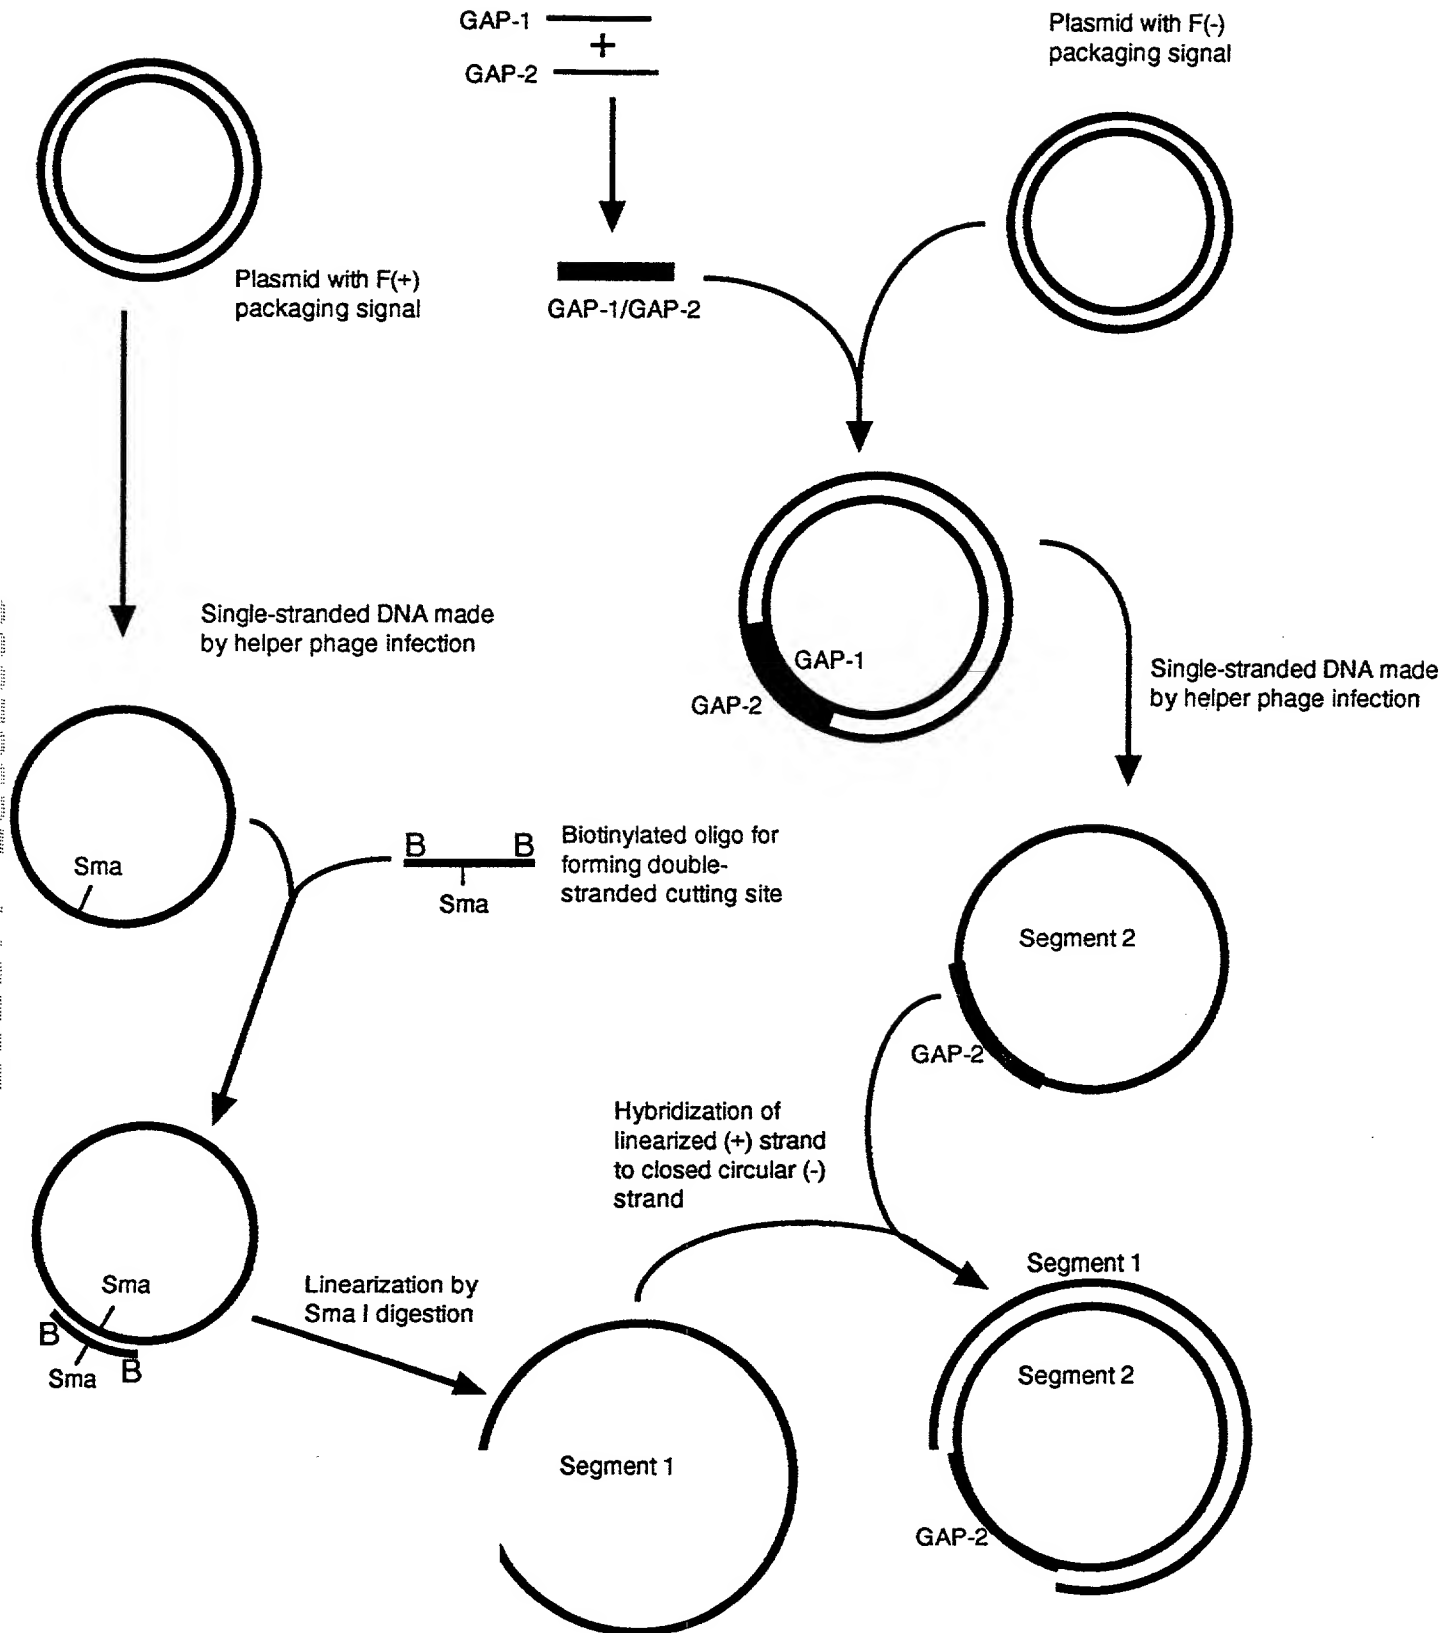 GAP-1
+
GAP-2
Plasmid with F(-)
packaging signal
Plasmid with F(+)
packaging signal
GAP-1/GAP-2
Single-stranded DNA made
by helper phage infection
GAP-1
GAP-2
Single-stranded DNA made
by helper phage infection
Sma
B B
Sma
Biotinylated oligo for
forming double-
stranded cutting site
Segment 2
GAP-2
Hybridization of
linearized (+) strand
to closed circular (-)
strand
Sma
B
Sma
B
Linearization by
Sma I digestion
Segment 1
Segment 1
Segment 2
GAP-2